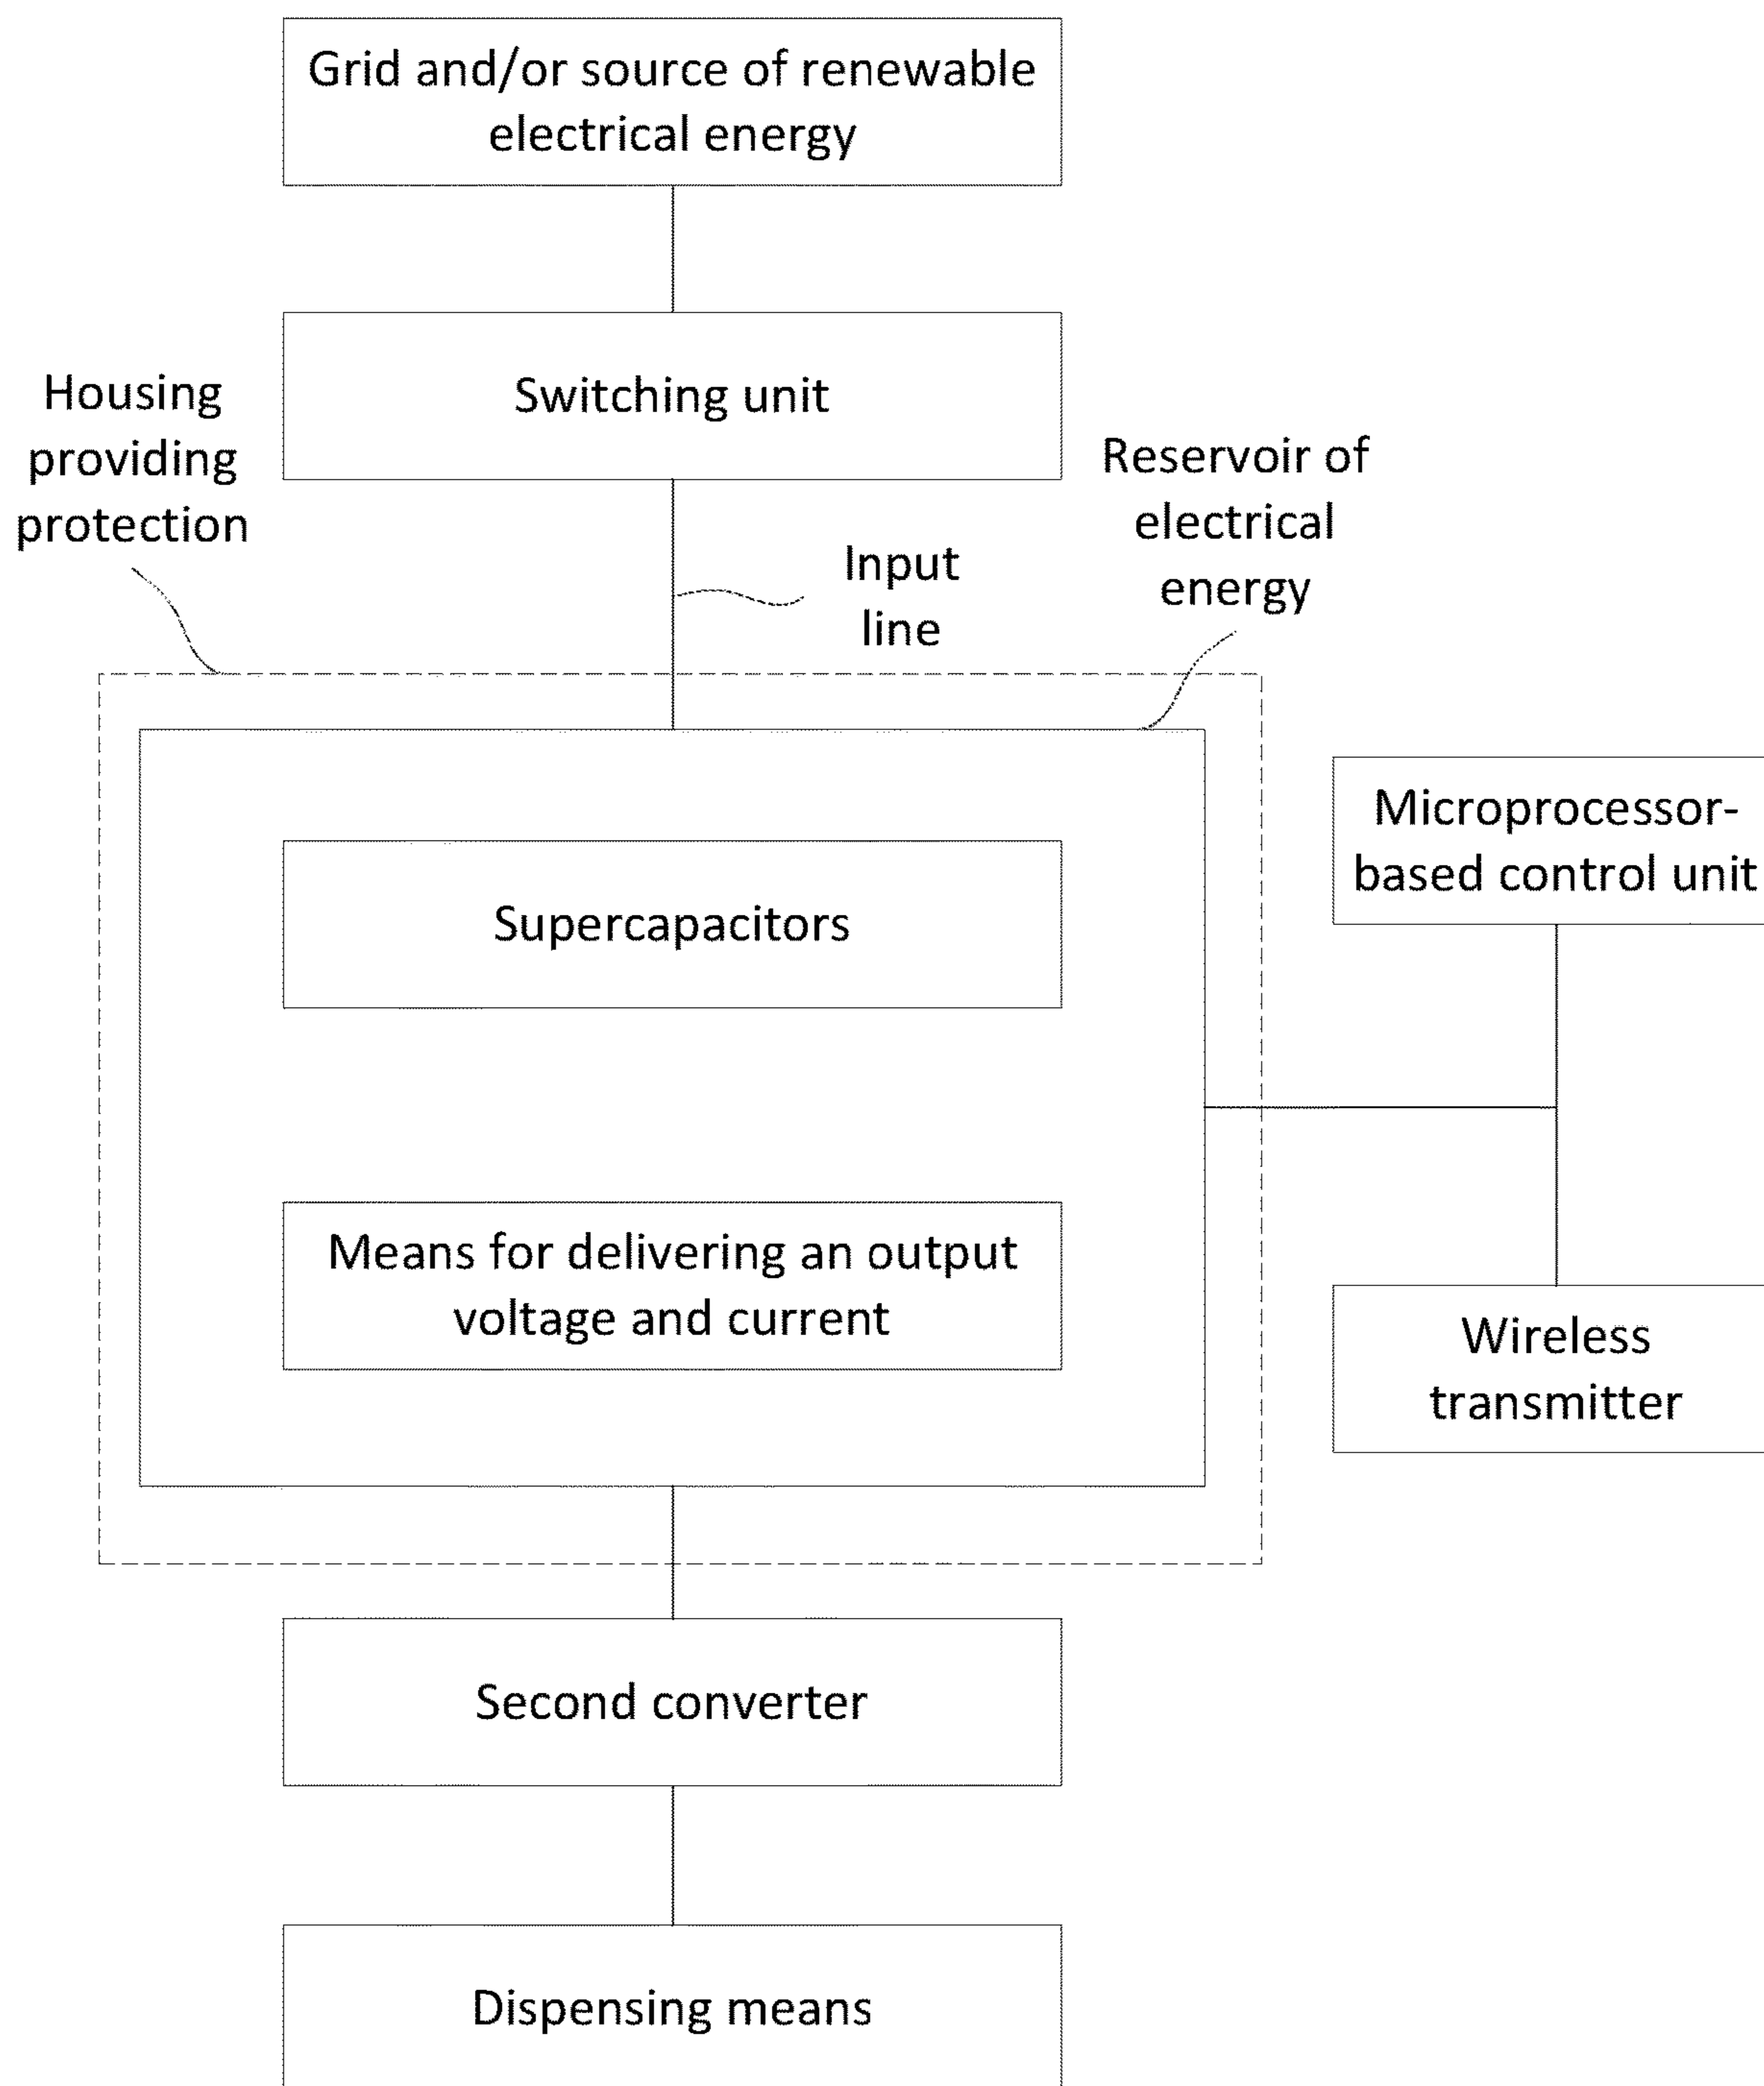 Grid and/or source of renewable
electrical energy
Switching unit
Housing
providing
protection
Reservoir of
electrical
energy
Input
line
Supercapacitors
Microprocessor-
based control unit
Means for delivering an output
voltage and current
Wireless
transmitter
Second converter
Dispensing means